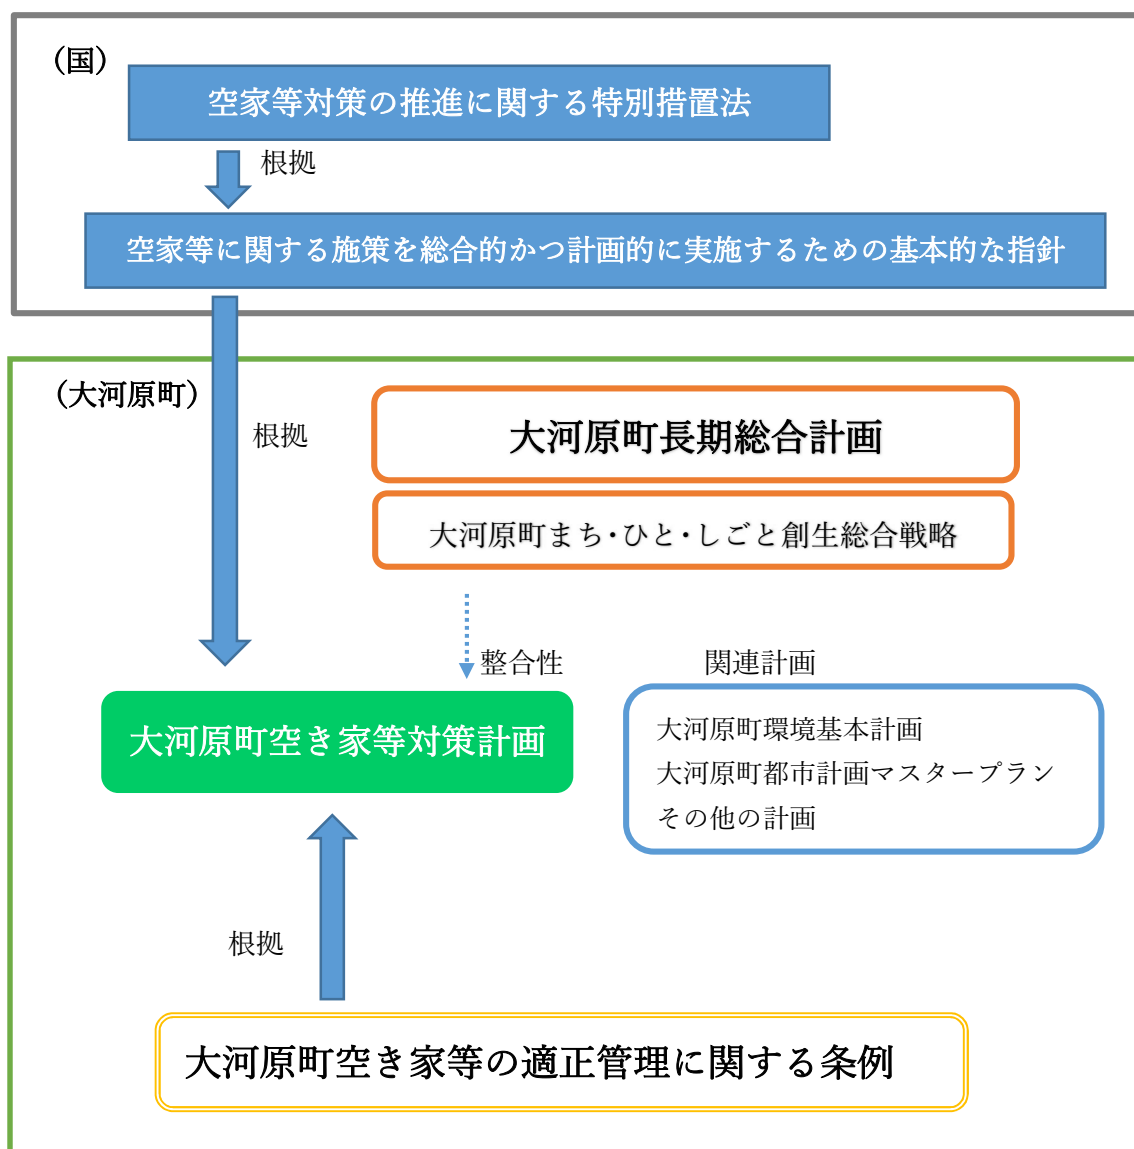 （国）
空家等対策の推進に関する特別措置法
根拠
空家等に関する施策を総合的かつ計画的に実施するための基本的な指針
（大河原町）
根拠
大河原町長期総合計画
大河原町まち・ひと・しごと創生総合戦略
整合性
関連計画
大河原町空き家等対策計画
大河原町環境基本計画
大河原町都市計画マスタープラン
その他の計画
根拠
大河原町空き家等の適正管理に関する条例